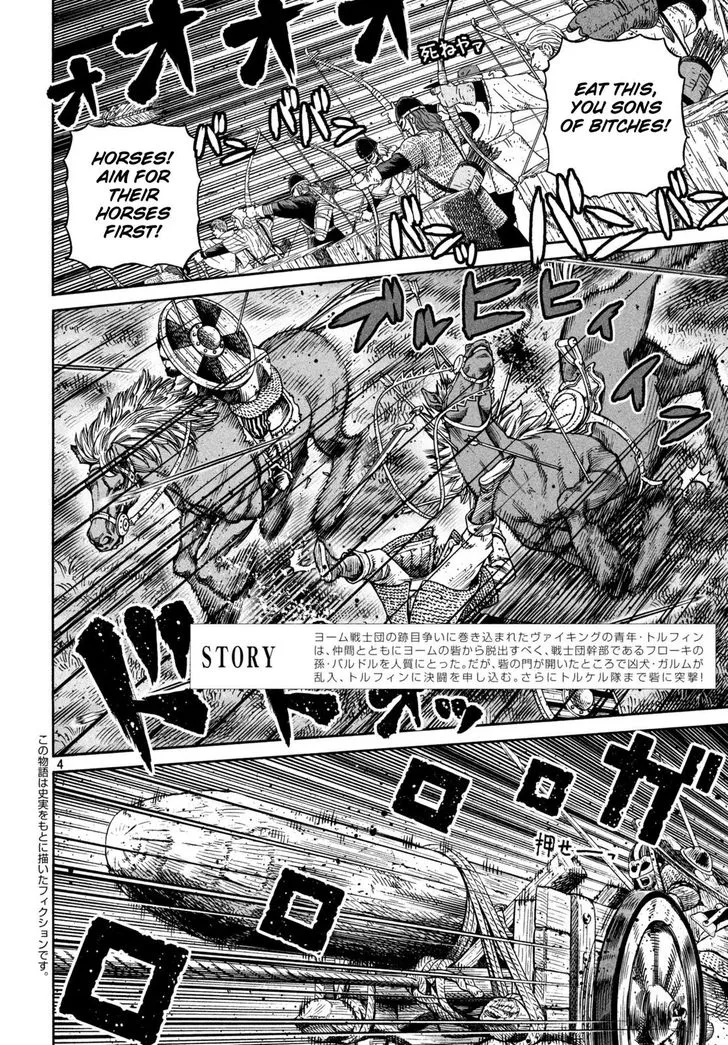 オオオオ
死ねやァ
EAT THIS,
YOU SONS
OF BITCHES!
HORSES!
AIM FOR
THEIR
HORSES
FIRST!
バン
バババン
バン
ブルヒヒィィン
STORY
ヨーム戦士団の跡目争いに巻き込まれたヴァイキングの青年・トルフィン
は、仲間とともにヨームの砦から脱出すべく、戦士団幹部であるフローキの
孫・バルドルを人質にとった。だが、砦の門が開いたところで凶犬・ガルムが
乱入、トルフィンに決闘を申し込む。さらにトルケル隊まで砦に突撃!
4
この物語は史実をもとに描いたフィクションです。
ガロロロロ
押せーっ